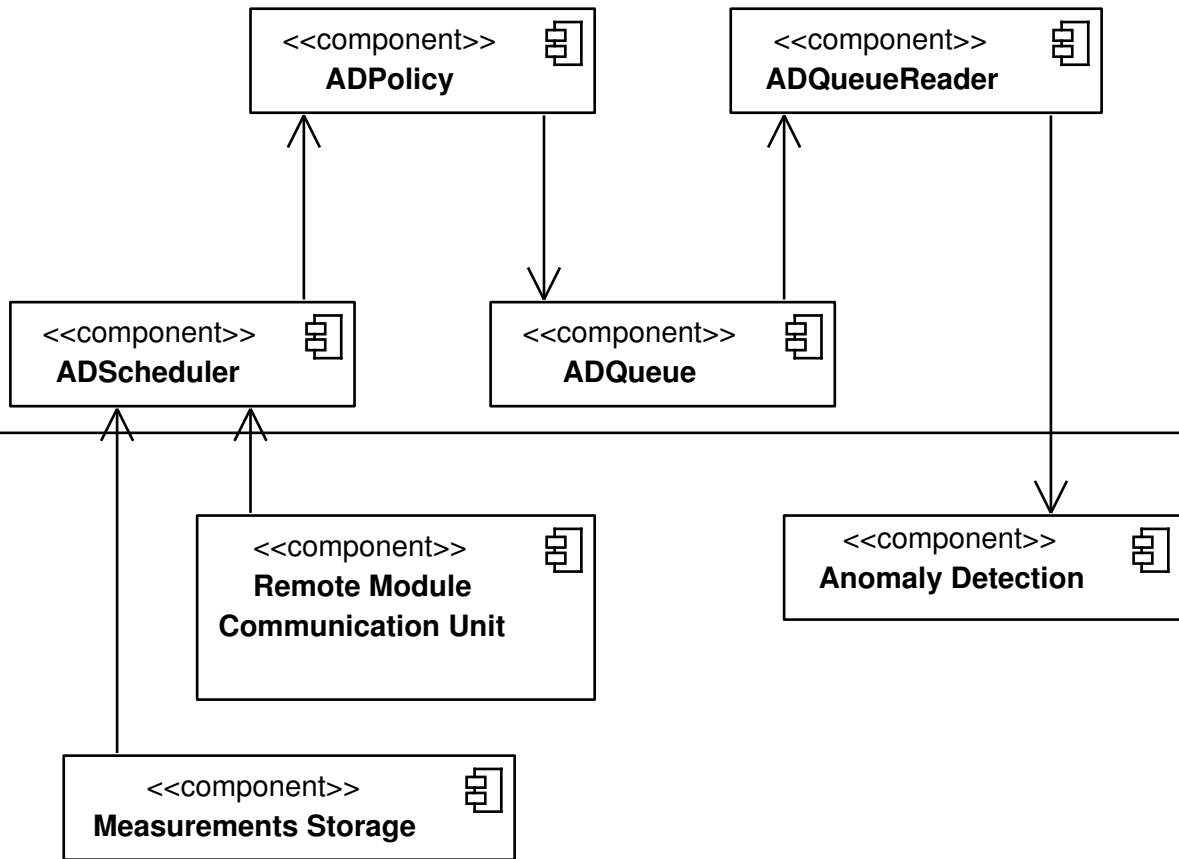 <<component>>
ADPolicy
<<component>>
ADQueueReader
<<component>>
ADScheduler
<<component>>
ADQueue
<<component>>
Remote Module
Communication Unit
<<component>>
Anomaly Detection
<<component>>
Measurements Storage